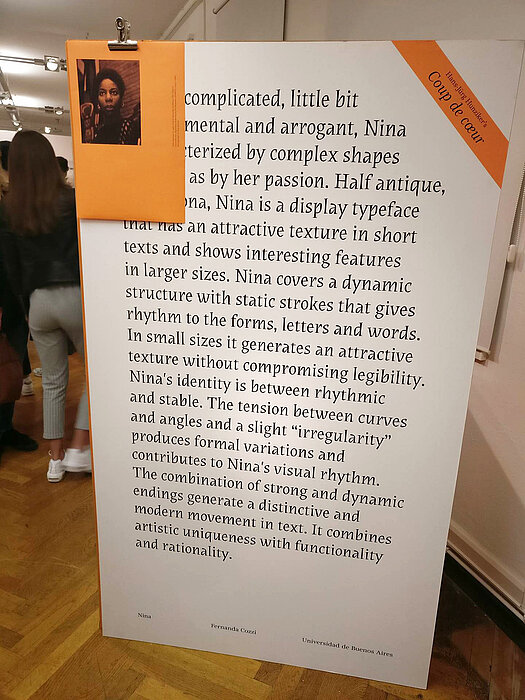 Hansjürg Hunziker's
Coup de cœur
complicated, little bit
mental and arrogant, Nina
cterized by complex shapes
as by her passion. Half antique,
ona, Nina is a display typeface
that has an attractive texture in short
texts and shows interesting features
in larger sizes. Nina covers a dynamic
structure with static strokes that gives
rhythm to the forms, letters and words.
In small sizes it generates an attractive
texture without compromising legibility.
Nina's identity is between rhythmic
and stable. The tension between curves
and angles and a slight “irregularity”
produces formal variations and
contributes to Nina's visual rhythm.
The combination of strong and dynamic
endings generate a distinctive and
modern movement in text. It combines
artistic uniqueness with functionality
and rationality.
Nina
Fernanda Cozzi
Universidad de Buenos Aires